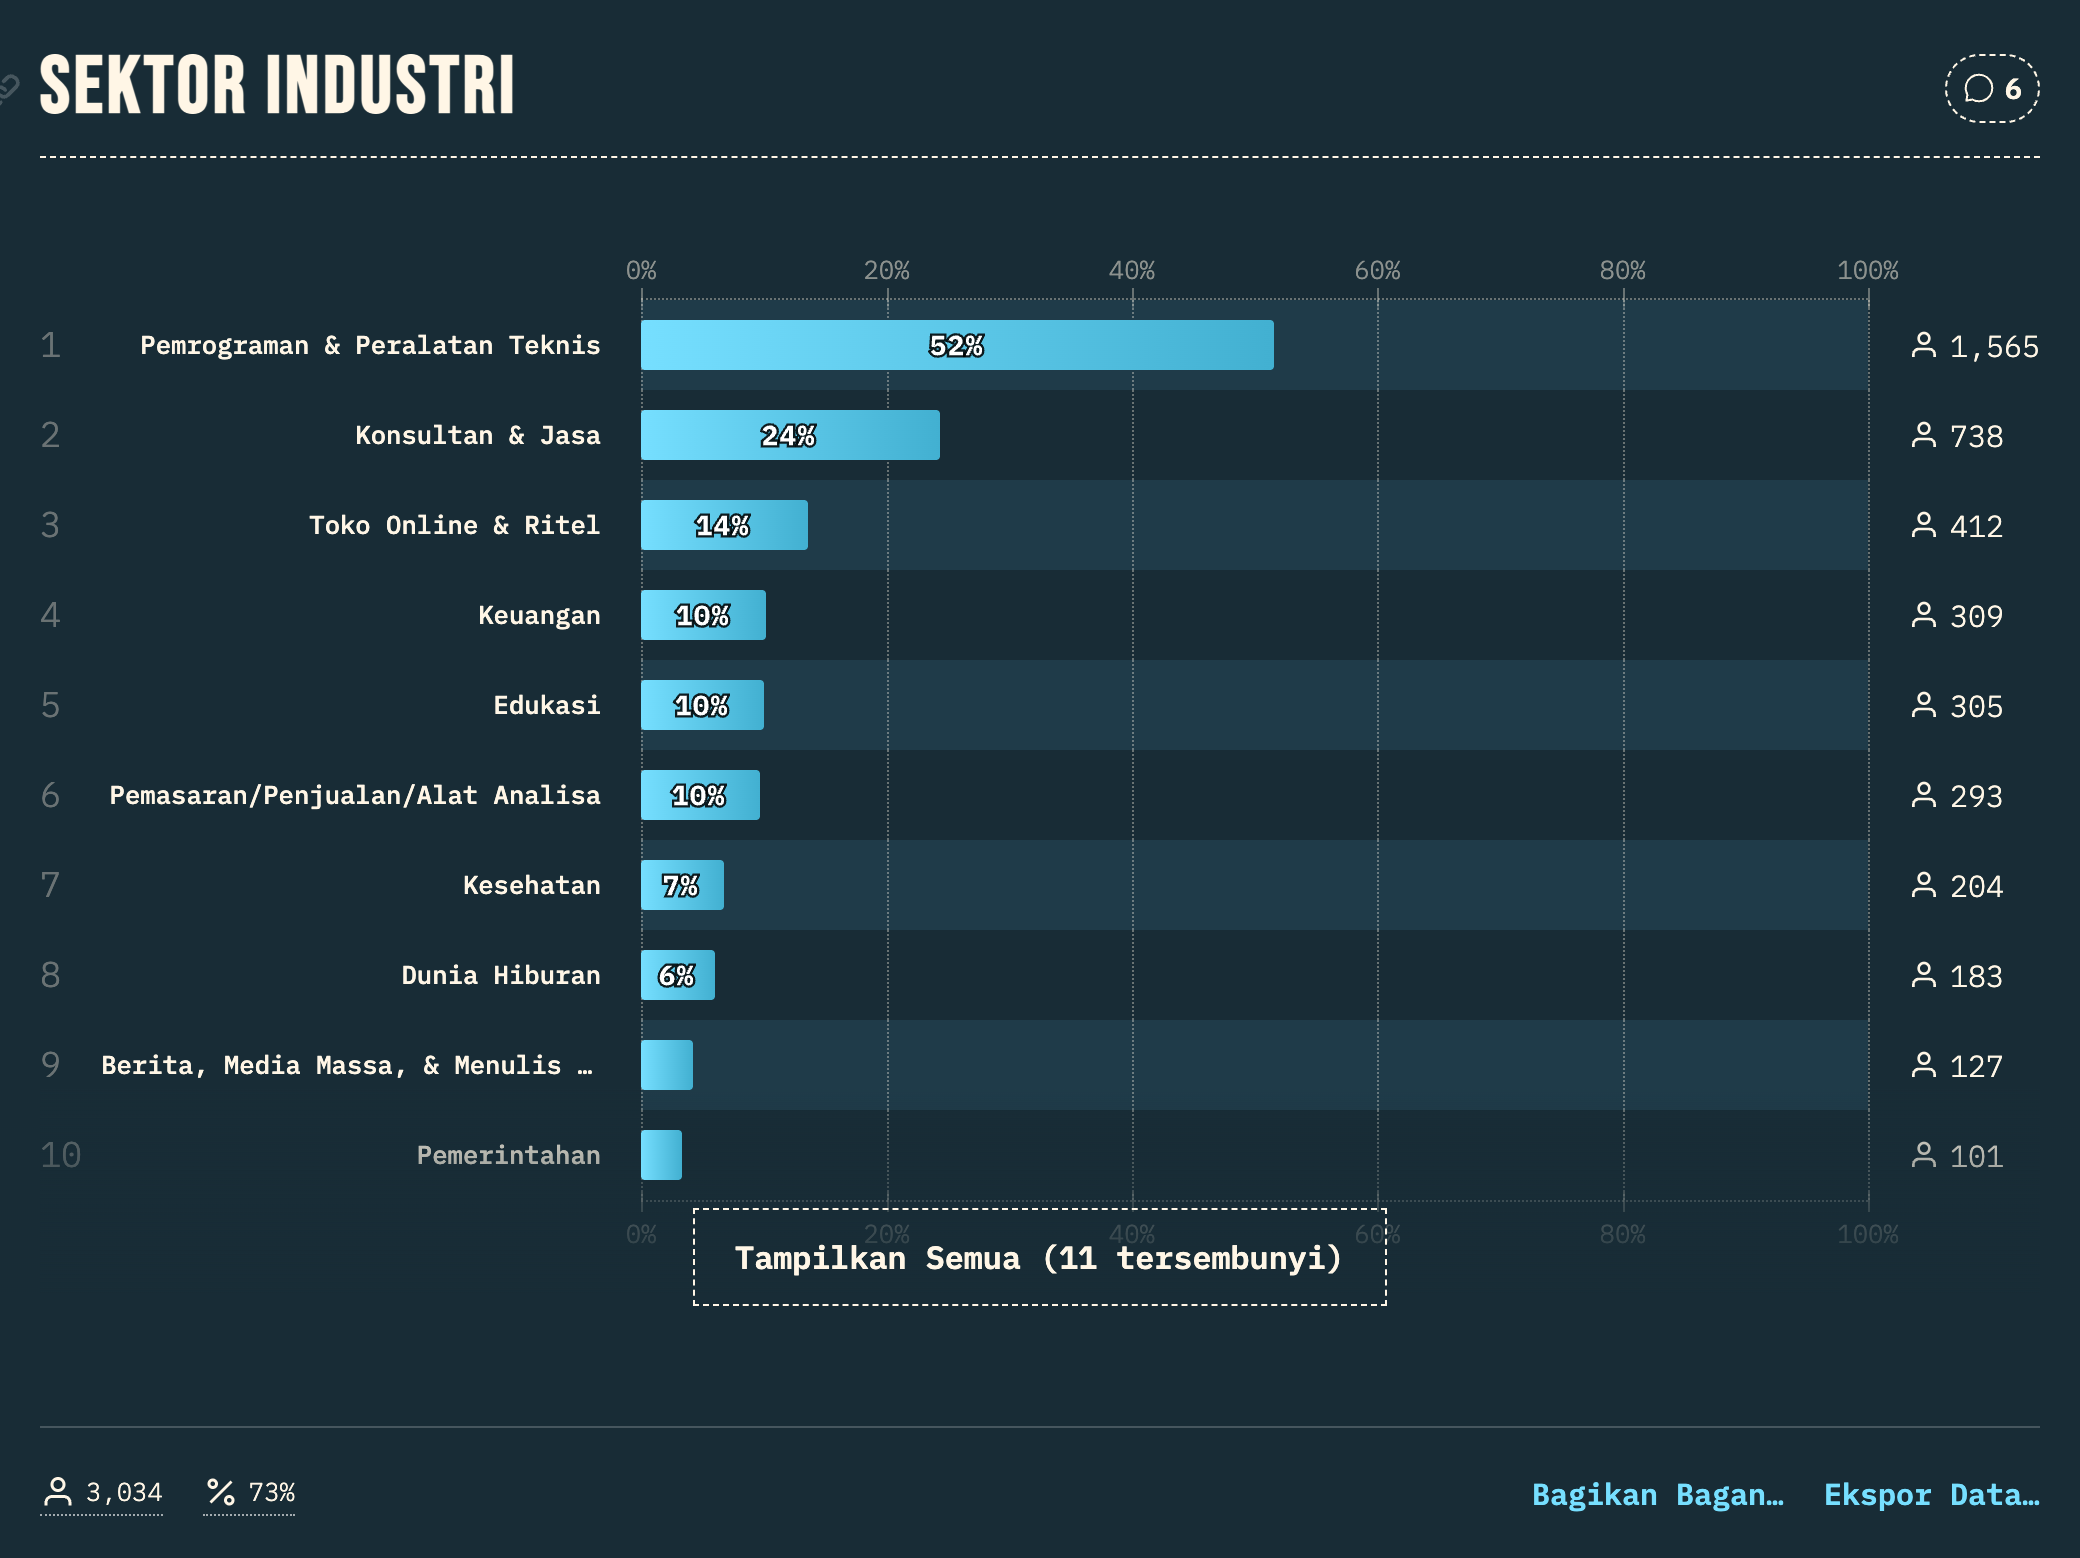 SEKTOR INDUSTRI
6
0% 20% 40% 60% 80% 100%
1 Pemrograman & Peralatan Teknis 52% 1,565
2 Konsultan & Jasa 24% 738
3 Toko Online & Ritel 14% 412
4 Keuangan 10% 309
5 Edukasi 10% 305
6 Pemasaran/Penjualan/Alat Analisa 10% 293
7 Kesehatan 7% 204
8 Dunia Hiburan 6% 183
9 Berita, Media Massa, & Menulis … 127
10 Pemerintahan 101
0% 20% 40% 60% 80% 100%
Tampilkan Semua (11 tersembunyi)
3,034 73% Bagikan Bagan… Ekspor Data…